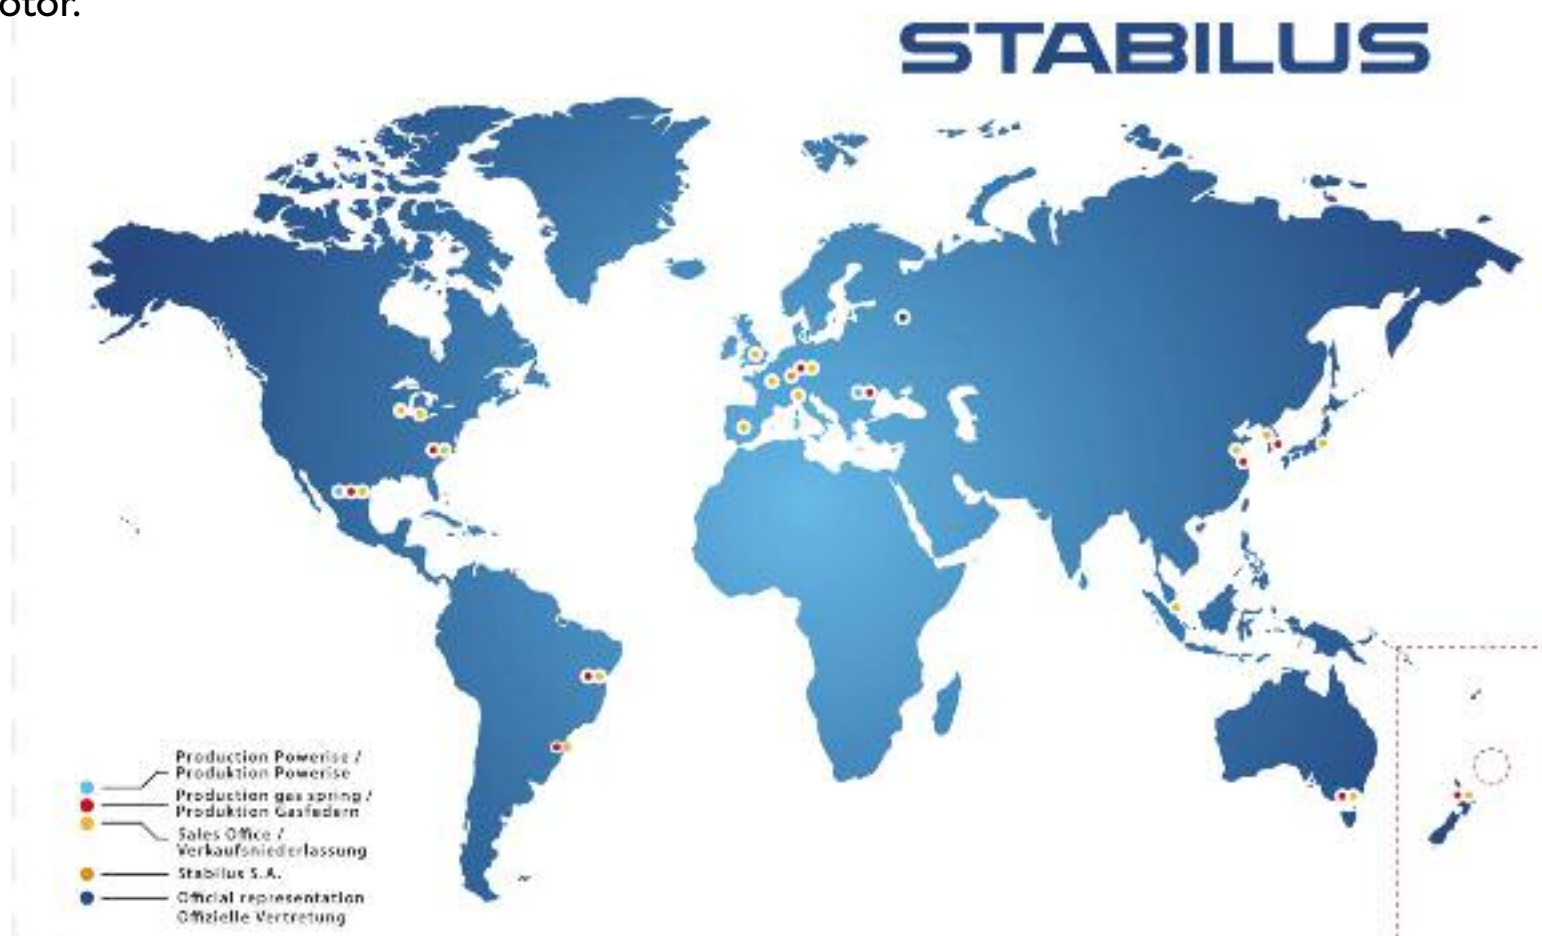 otor.
STABILUS
Production Powerise /
Produktion Powerise
Production gas spring /
Produktion Gasfedern
Sales Office /
Verkaufsniederlassung
Stabilus S.A.
Official representation
Offizielle Vertretung